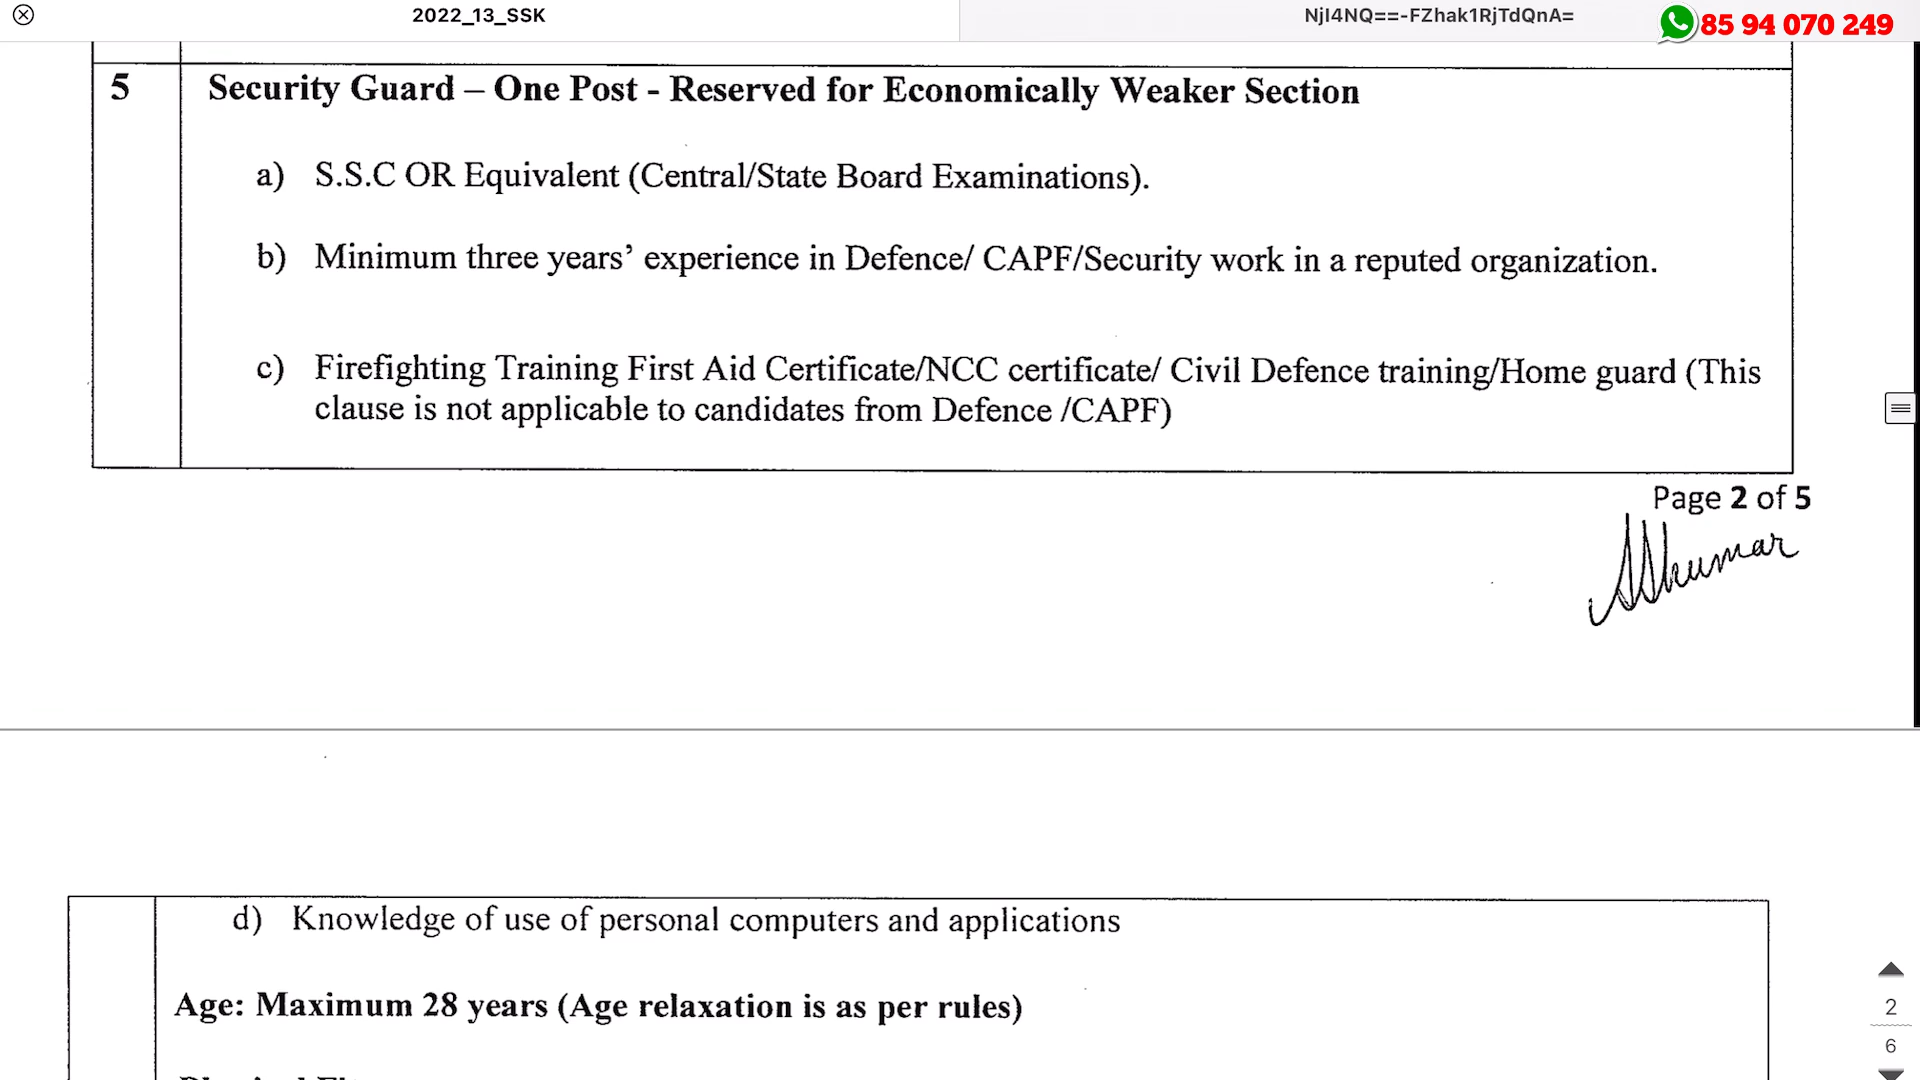 2022_13_SSK
NjI4NQ==-FZhak1RjTdQnA=
85 94 070 249
5
Security Guard – One Post - Reserved for Economically Weaker Section
a) S.S.C OR Equivalent (Central/State Board Examinations).
b) Minimum three years’ experience in Defence/ CAPF/Security work in a reputed organization.
c) Firefighting Training First Aid Certificate/NCC certificate/ Civil Defence training/Home guard (This
clause is not applicable to candidates from Defence /CAPF)
Page 2 of 5
d) Knowledge of use of personal computers and applications
Age: Maximum 28 years (Age relaxation is as per rules)
2
6